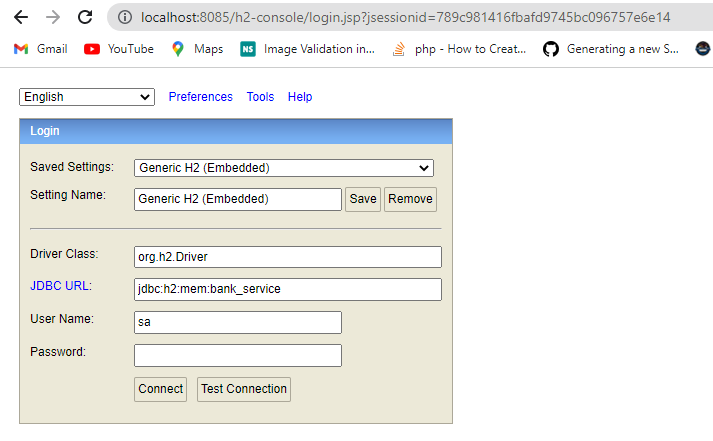 localhost:8085/h2-console/login.jsp?jsessionid=789c981416fbafd9745bc096757e6e14
Gmail YouTube Maps NS Image Validation in... php - How to Creat... Generating a new S...
English Preferences Tools Help
Login
Saved Settings: Generic H2 (Embedded)
Setting Name: Generic H2 (Embedded) Save Remove
Driver Class: org.h2.Driver
JDBC URL: jdbc:h2:mem:bank_service
User Name: sa
Password:
Connect Test Connection